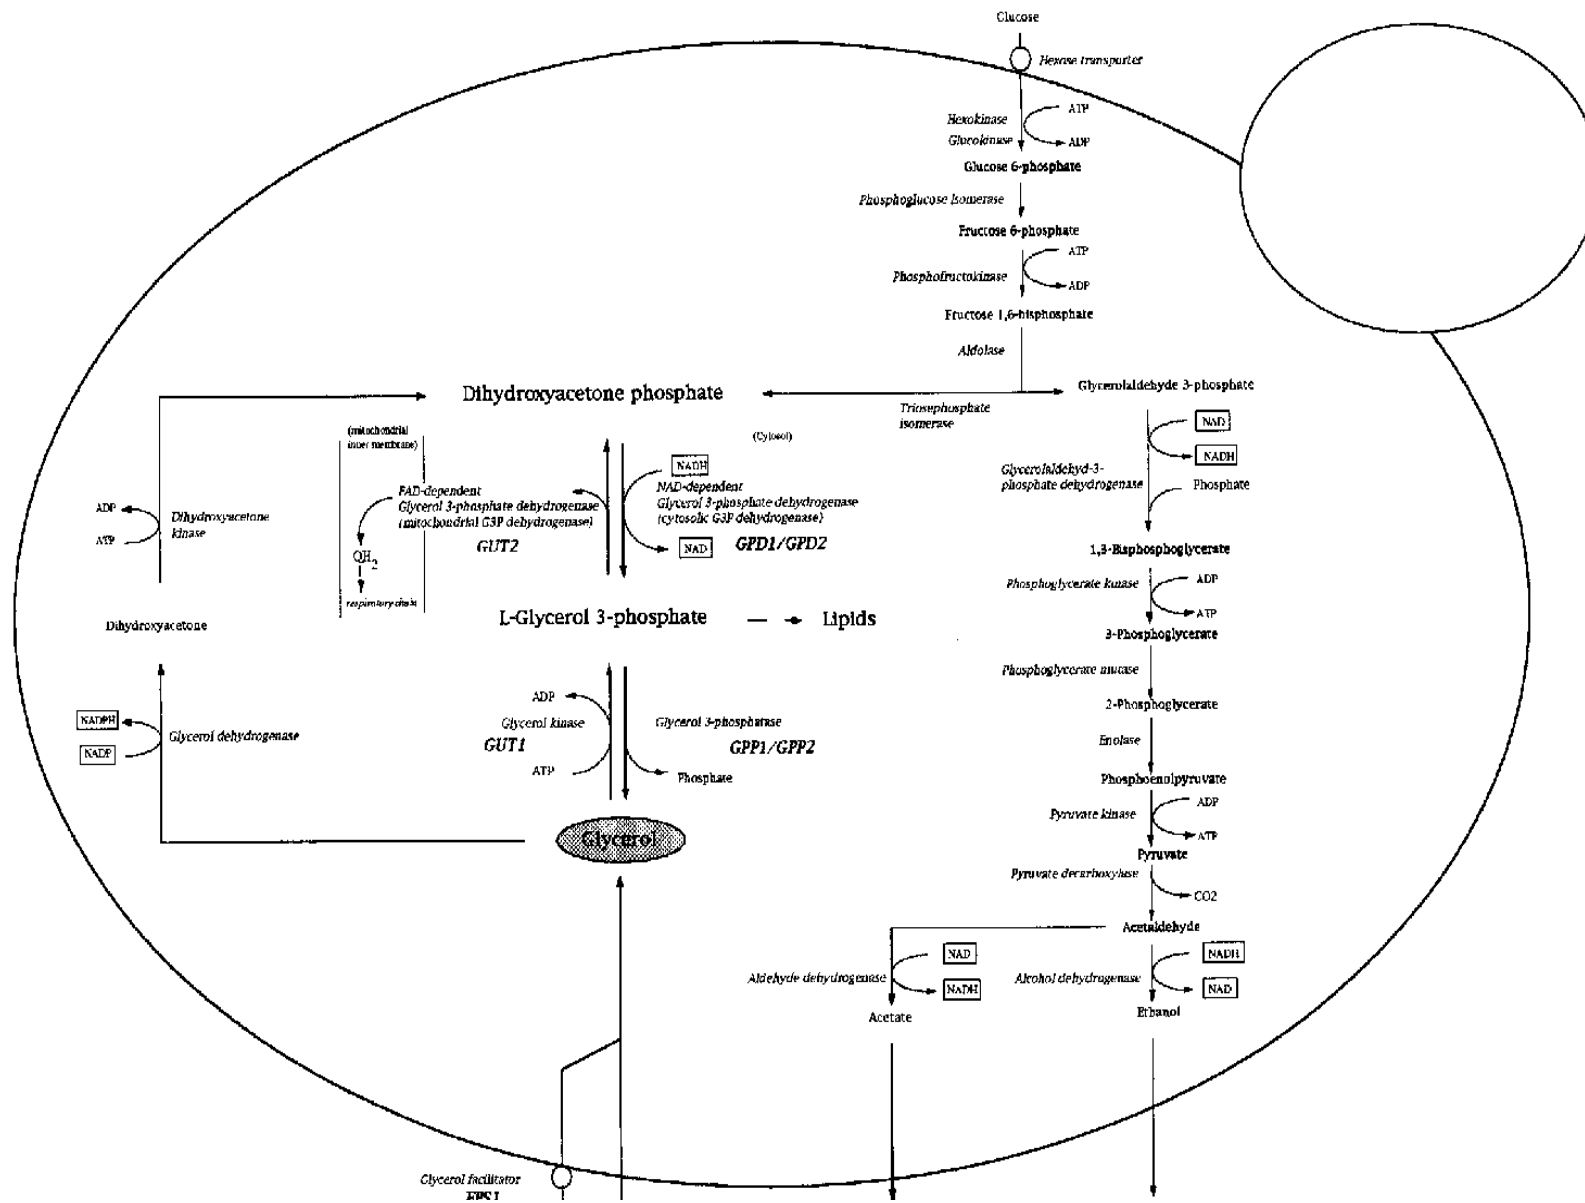 Glucose
Hexose transporter
ATP
Hexokinase
Glucokinase
ADP
Glucose 6-phosphate
Phosphoglucose Isomerase
Fructose 6-phosphate
ATP
Phosphofructokinase
ADP
Fructose 1,6-bisphosphate
Aldolase
Dihydroxyacetone phosphate
Glycerolaldehyde 3-phosphate
Triosephosphate
isomerase
(mitochondrial
inner membrane)
(Cytosol)
NAD
NADH
Glycerolaldehyd-3-
phosphate dehydrogenase
Phosphate
NADH
FAD-dependent
Glycerol 3-phosphate dehydrogenase
(mitochondrial G3P dehydrogenase)
GUT2
NAD-dependent
Glycerol 3-phosphate dehydrogenase
(cytosolic G3P dehydrogenase)
NAD
GPD1/GPD2
ADP
ATP
Dihydroxyacetone
kinase
QH2
respiratory chain
1,3-Bisphosphoglycerate
Phosphoglycerate kinase
ADP
ATP
Dihydroxyacetone
L-Glycerol 3-phosphate
Lipids
3-Phosphoglycerate
Phosphoglycerate mutase
2-Phosphoglycerate
Enolase
Phosphoenolpyruvate
ADP
Glycerol kinase
GUT1
ATP
Glycerol 3-phosphatase
GPP1/GPP2
Phosphate
NADPH
NADP
Glycerol dehydrogenase
Glycerol
Pyruvate kinase
ADP
ATP
Pyruvate
Pyruvate decarboxylase
CO2
Acetaldehyde
Aldehyde dehydrogenase
NAD
NADH
Alcohol dehydrogenase
NADH
NAD
Acetate
Ethanol
Glycerol facilitator
FPS1